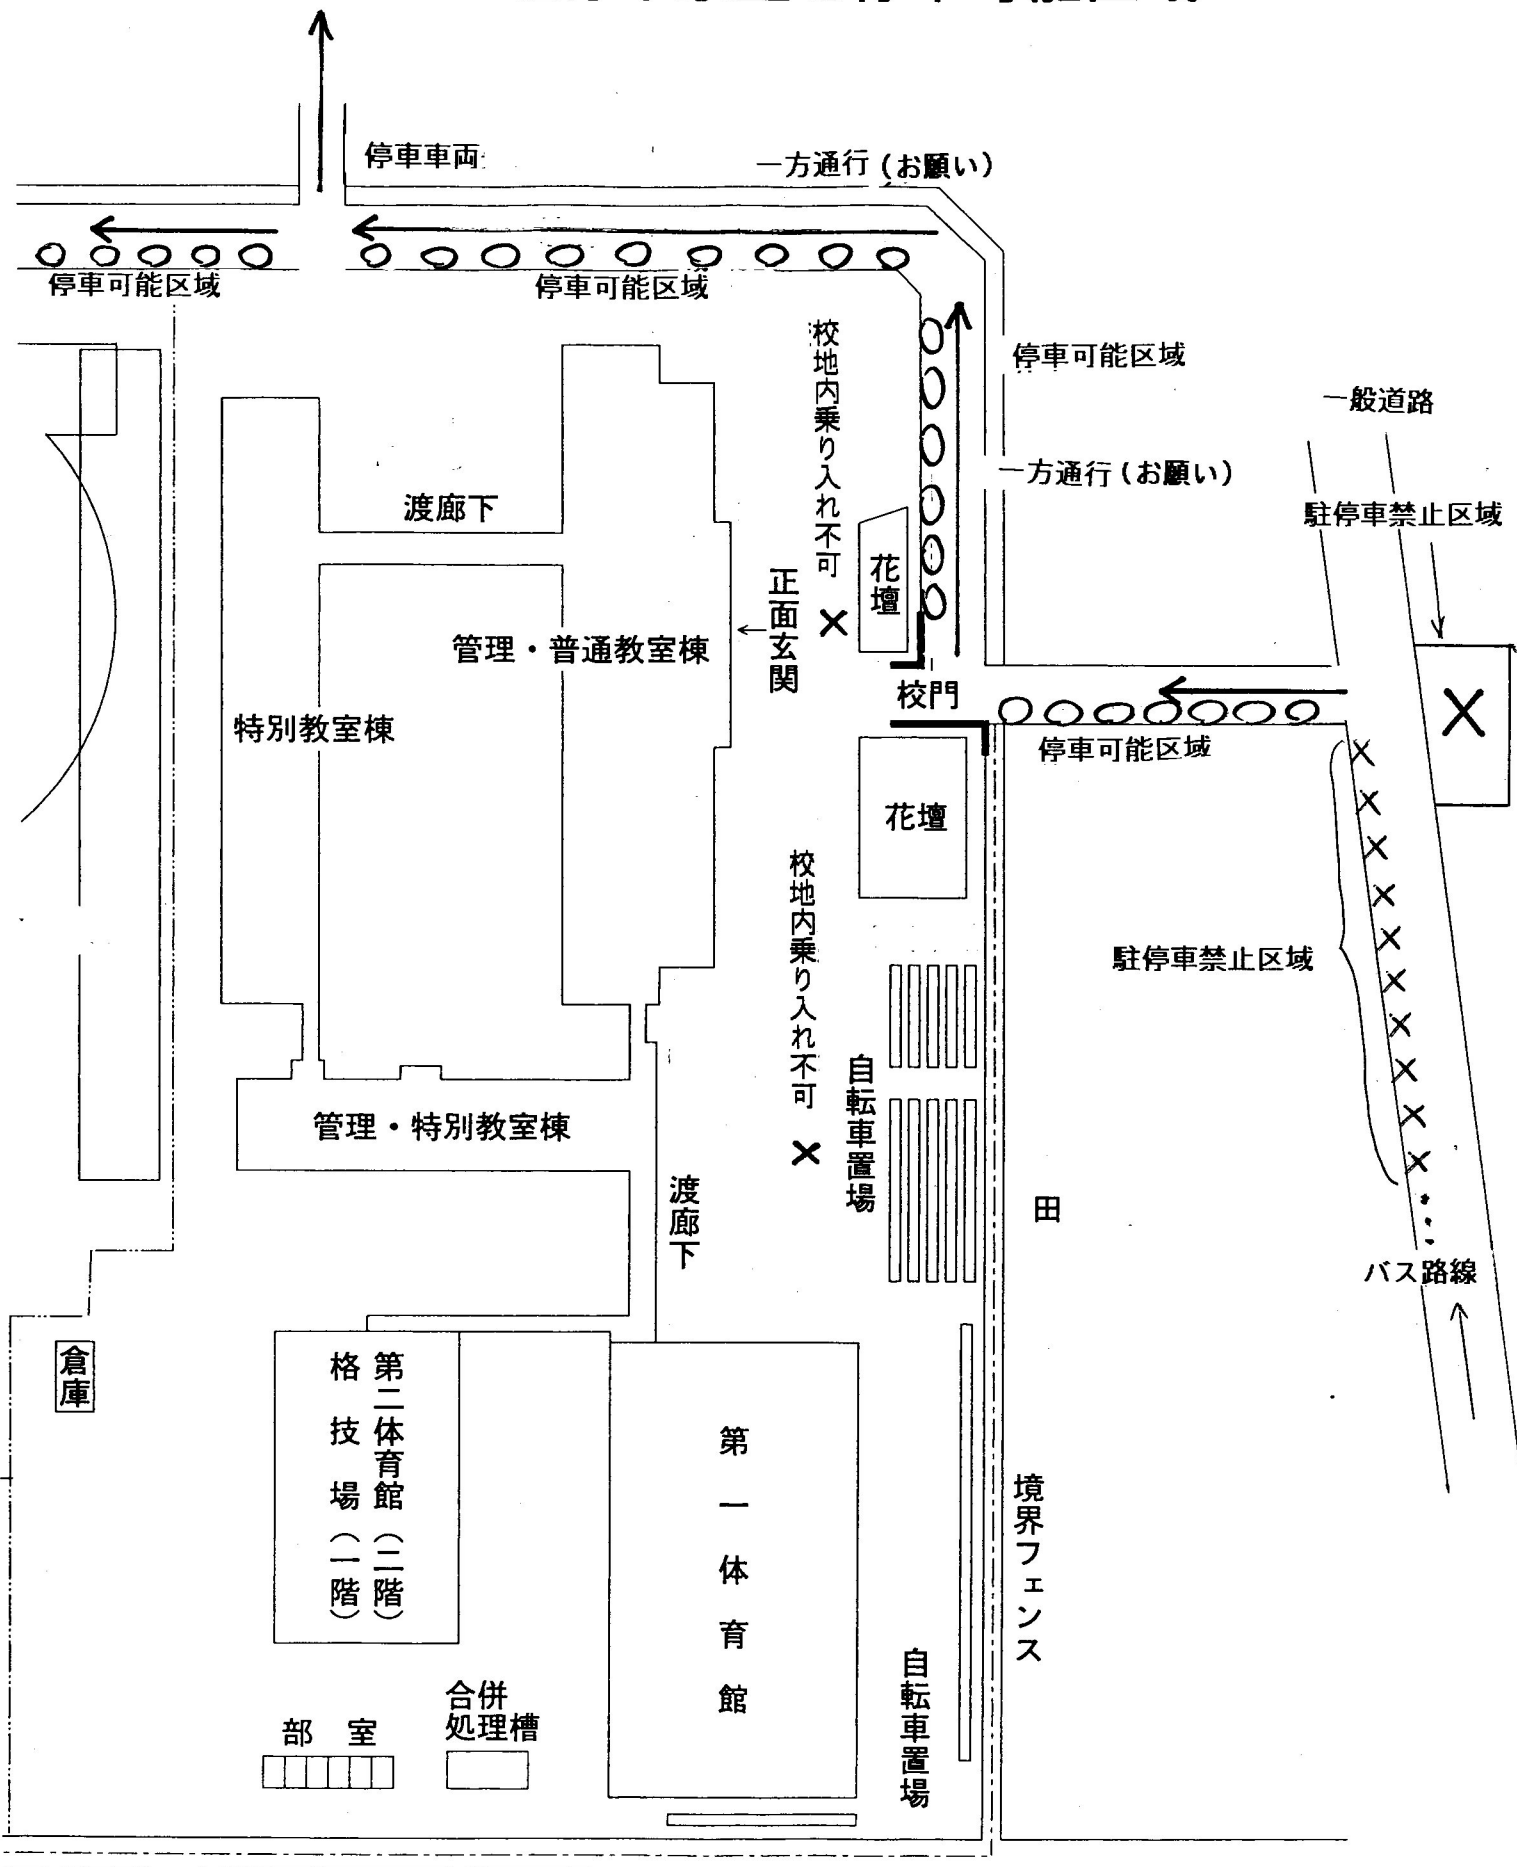 停車車両
一方通行(お願い)
停車可能区域
停車可能区域
校地内乗り入れ不可
停車可能区域
一般道路
一方通行(お願い)
駐停車禁止区域
渡廊下
花壇
正面玄関
管理・普通教室棟
校門
特別教室棟
停車可能区域
花壇
校地内乗り入れ不可
駐停車禁止区域
自転車置場
管理・特別教室棟
渡廊下
田
バス路線
倉庫
第二体育館(二階)
格技場(一階)
第一体育館
境界フェンス
自転車置場
合併
処理槽
部室